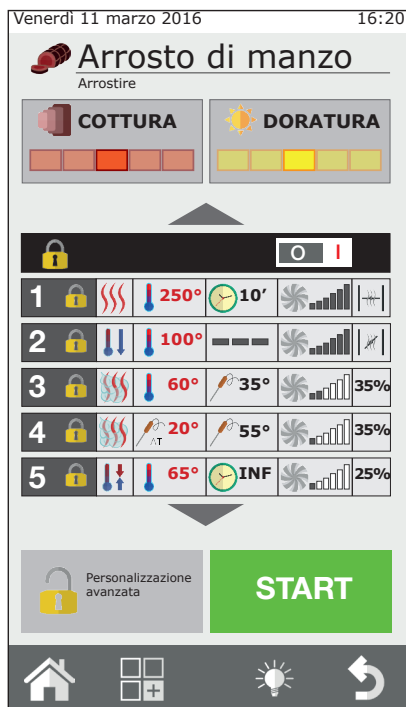 Venerdì 11 marzo 2016 16:20
Arrosto di manzo
Arrostire
COTTURA DORATURA
O I
1 250° 10’
2 100°
3 60° 35° 35%
4 ΔT 20° 55° 35%
5 65° INF 25%
Personalizzazione
avanzata
START